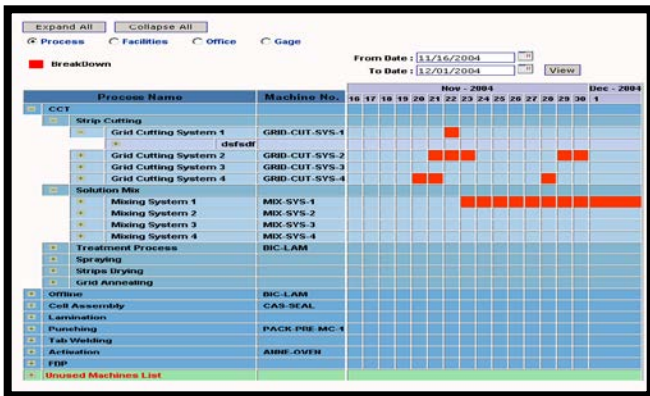 Expand All Collapse All
Process Facilities Office Gage
BreakDown
From Date : 11/16/2004
To Date : 12/01/2004 View
Nov - 2004 Dec - 2004
Process Name Machine No. 16 17 18 19 20 21 22 23 24 25 26 27 28 29 30 1
CCT
Strip Cutting
Grid Cutting System 1 GRID-CUT-SYS-1
dsfsdf
Grid Cutting System 2 GRID-CUT-SYS-2
Grid Cutting System 3 GRID-CUT-SYS-3
Grid Cutting System 4 GRID-CUT-SYS-4
Solution Mix
Mixing System 1 MIX-SYS-1
Mixing System 2 MIX-SYS-2
Mixing System 3 MIX-SYS-3
Mixing System 4 MIX-SYS-4
Treatment Process BIC-LAM
Spraying
Strips Drying
Grid Annealing
Offline BIC-LAM
Cell Assembly CAS-SEAL
Lamination
Punching PACK-PRE-MC-1
Tab Welding
Activation ANNE-OVEN
FDP
Unused Machines List